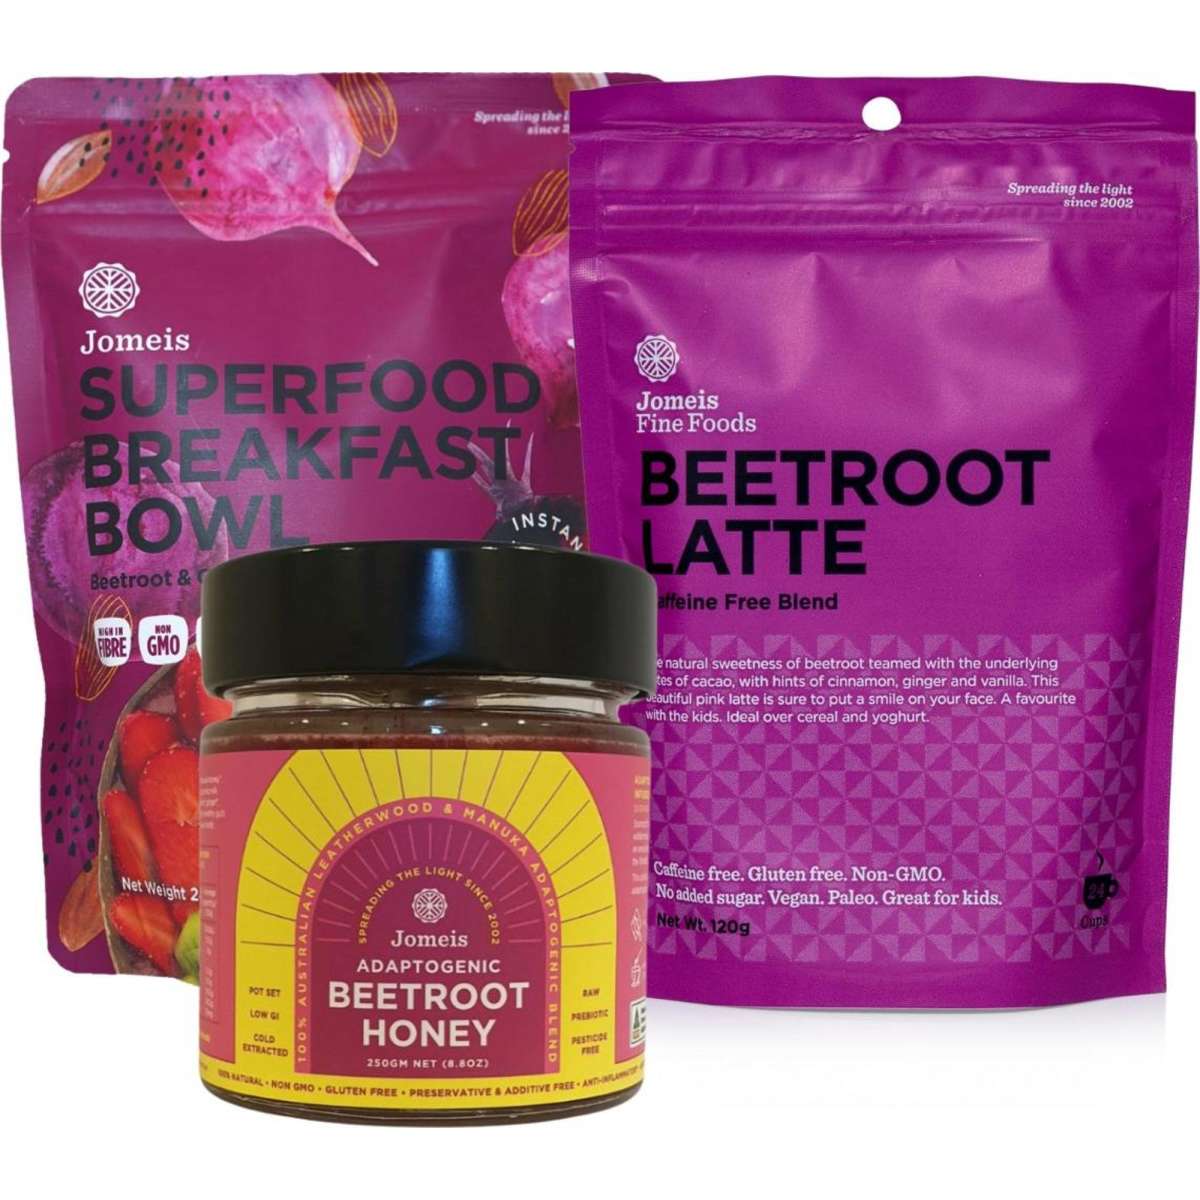 Spreading the
since 2
Jomeis
SUPERFOOD
BREAKFAST
BOWL
INSTAN
Beetroot &
HIGH IN
FIBRE
NON
GMO
Net Weight 2
Spreading the light
since 2002
Jomeis
Fine Foods
BEETROOT
LATTE
affeine Free Blend
e natural sweetness of beetroot teamed with the underlying
tes of cacao, with hints of cinnamon, ginger and vanilla. This
beautiful pink latte is sure to put a smile on your face. A favourite
with the kids. Ideal over cereal and yoghurt.
Caffeine free. Gluten free. Non-GMO.
No added sugar. Vegan. Paleo. Great for kids.
Net Wt. 120g
24
Cups
100% AUSTRALIAN LEATHERWOOD & MANUKA ADAPTOGENIC BLEND
SPREADING THE LIGHT SINCE 2002
Jomeis
ADAPTOGENIC
BEETROOT
HONEY
250GM NET (8.8OZ)
POT SET
LOW GI
COLD
EXTRACTED
RAW
PREBIOTIC
PESTICIDE
FREE
100% NATURAL • NON GMO • GLUTEN FREE • PRESERVATIVE & ADDITIVE FREE • ANTI-INFLAMMATORY